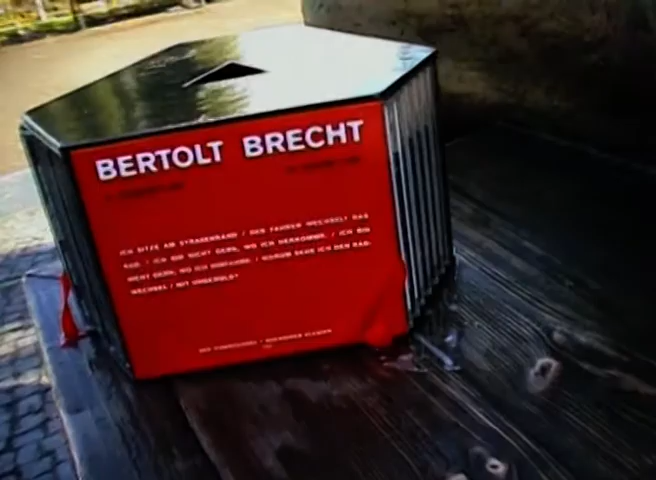 BERTOLT BRECHT
ICH SITZE AM STRAßENRAND / DER FAHRER WECHSELT DAS
RAD. / ICH BIN NICHT GERN, WO ICH HERKOMME. / ICH BIN
NICHT GERN, WO ICH HINFAHRE. / WARUM SEHE ICH DEN RAD-
WECHSEL / MIT UNGEDULD?